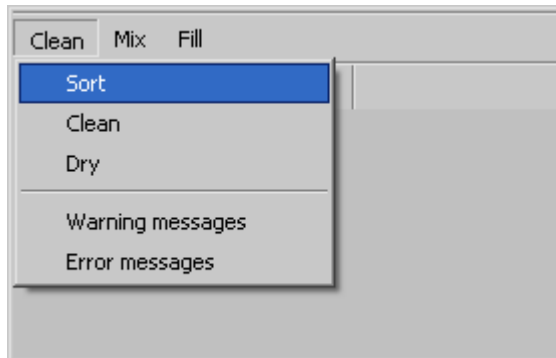 Clean Mix Fill
Sort
Clean
Dry
Warning messages
Error messages